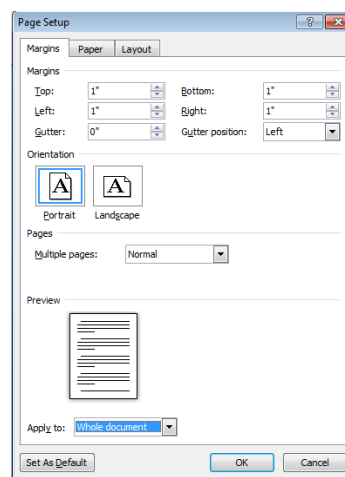 Page Setup
Margins Paper Layout
Margins
Top: 1" Bottom: 1"
Left: 1" Right: 1"
Gutter: 0" Gutter position: Left
Orientation
A A
Portrait Landscape
Pages
Multiple pages: Normal
Preview
Apply to: Whole document
Set As Default OK Cancel